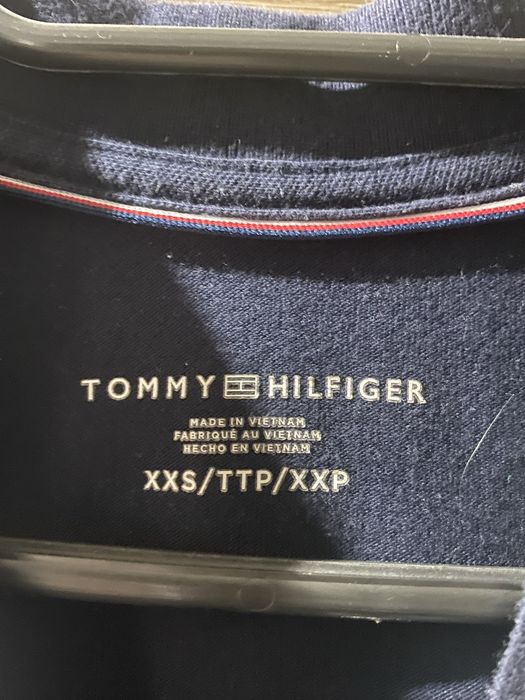 TOMMY HILFIGER
MADE IN VIETNAM
FABRIQUÉ AU VIETNAM
HECHO EN VIETNAM
XXS/TTP/XXP